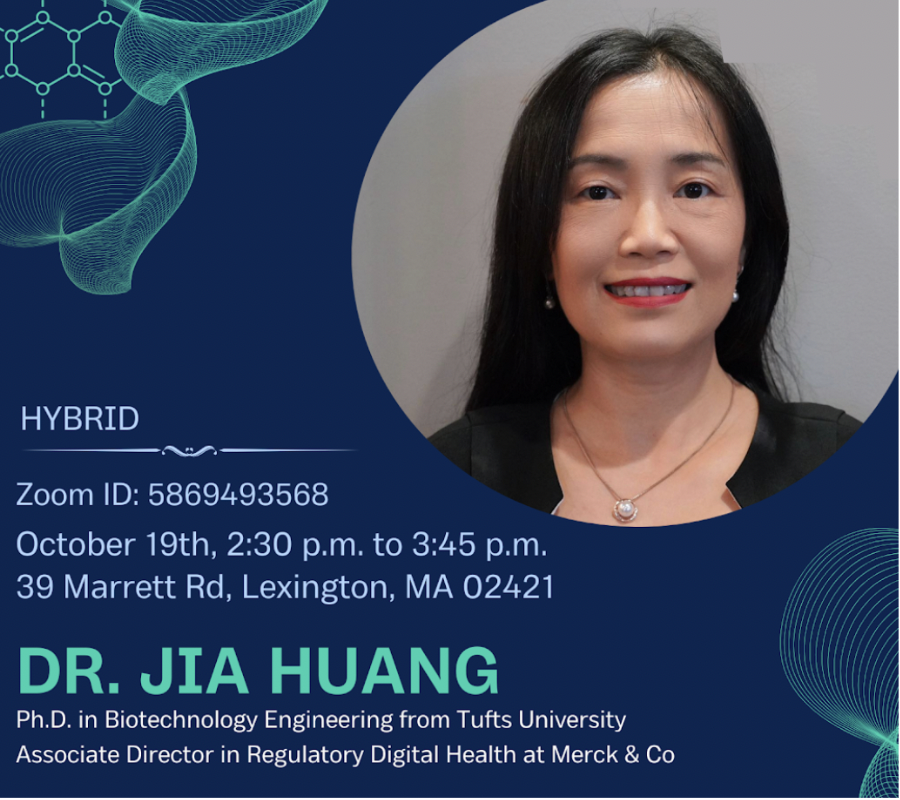 HYBRID
Zoom ID: 5869493568
October 19th, 2:30 p.m. to 3:45 p.m.
39 Marrett Rd, Lexington, MA 02421
DR. JIA HUANG
Ph.D. in Biotechnology Engineering from Tufts University
Associate Director in Regulatory Digital Health at Merck & Co